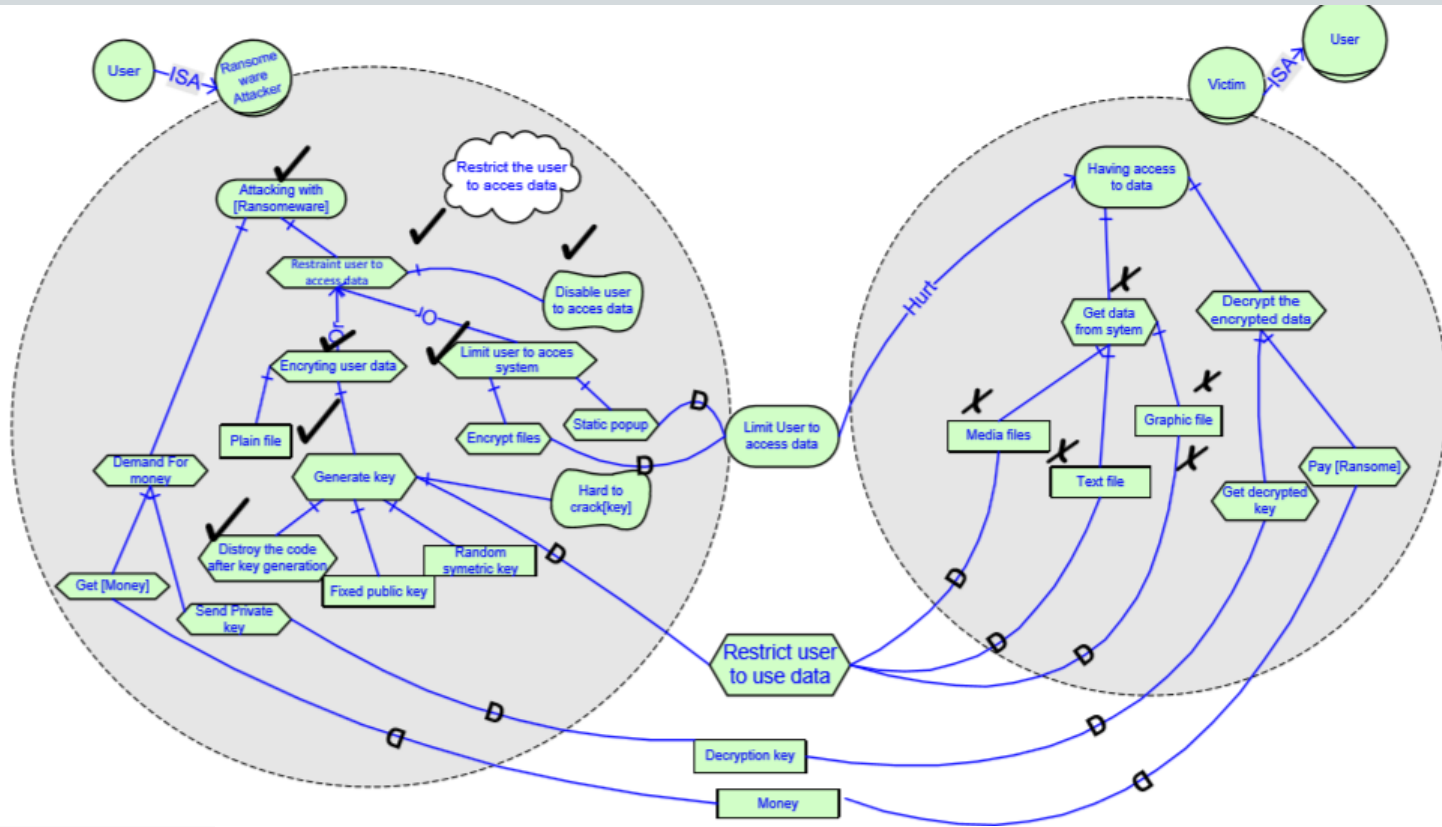 User
ISA
Ransome
ware
Attacker
User
ISA
Victim
Restrict the user
to acces data
Attacking with
[Ransomeware]
Having access
to data
Restraint user to
access data
Disable user
to acces data
Hurt
Get data
from sytem
Decrypt the
encrypted data
Or
Or
Encryting user data
Limit user to acces
system
Plain file
Encrypt files
Static popup
D
D
Limit User to
access data
Media files
Graphic file
Text file
Pay [Ransome]
Get decrypted
key
Demand For
money
Generate key
Hard to
crack[key]
Distroy the code
after key generation
Random
symetric key
Fixed public key
D
D
Get [Money]
Send Private
key
Restrict user
to use data
D
D
D
D
D
D
Decryption key
Money